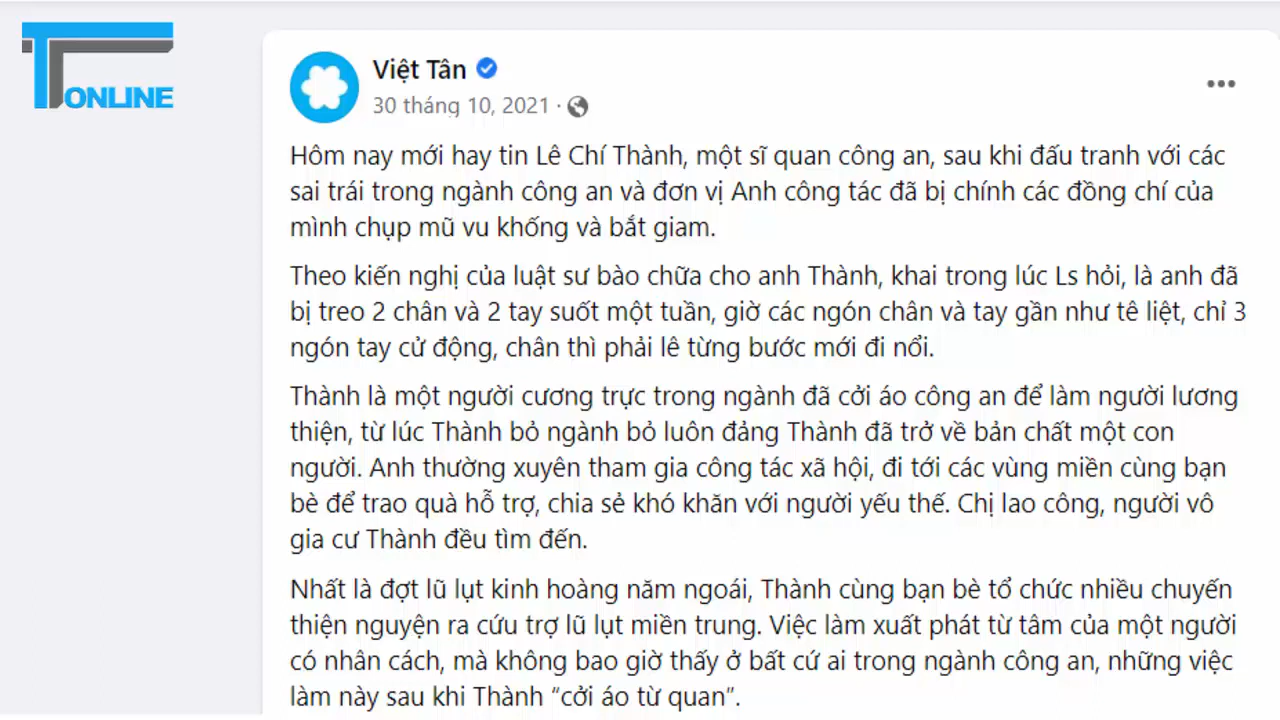 TT ONLINE
Việt Tân
30 tháng 10, 2021 ·
Hôm nay mới hay tin Lê Chí Thành, một sĩ quan công an, sau khi đấu tranh với các
sai trái trong ngành công an và đơn vị Anh công tác đã bị chính các đồng chí của
mình chụp mũ vu khống và bắt giam.
Theo kiến nghị của luật sư bào chữa cho anh Thành, khai trong lúc Ls hỏi, là anh đã
bị treo 2 chân và 2 tay suốt một tuần, giờ các ngón chân và tay gần như tê liệt, chỉ 3
ngón tay cử động, chân thì phải lê từng bước mới đi nổi.
Thành là một người cương trực trong ngành đã cởi áo công an để làm người lương
thiện, từ lúc Thành bỏ ngành bỏ luôn đảng Thành đã trở về bản chất một con
người. Anh thường xuyên tham gia công tác xã hội, đi tới các vùng miền cùng bạn
bè để trao quà hỗ trợ, chia sẻ khó khăn với người yếu thế. Chị lao công, người vô
gia cư Thành đều tìm đến.
Nhất là đợt lũ lụt kinh hoàng năm ngoái, Thành cùng bạn bè tổ chức nhiều chuyến
thiện nguyện ra cứu trợ lũ lụt miền trung. Việc làm xuất phát từ tâm của một người
có nhân cách, mà không bao giờ thấy ở bất cứ ai trong ngành công an, những việc
làm này sau khi Thành “cởi áo từ quan”.